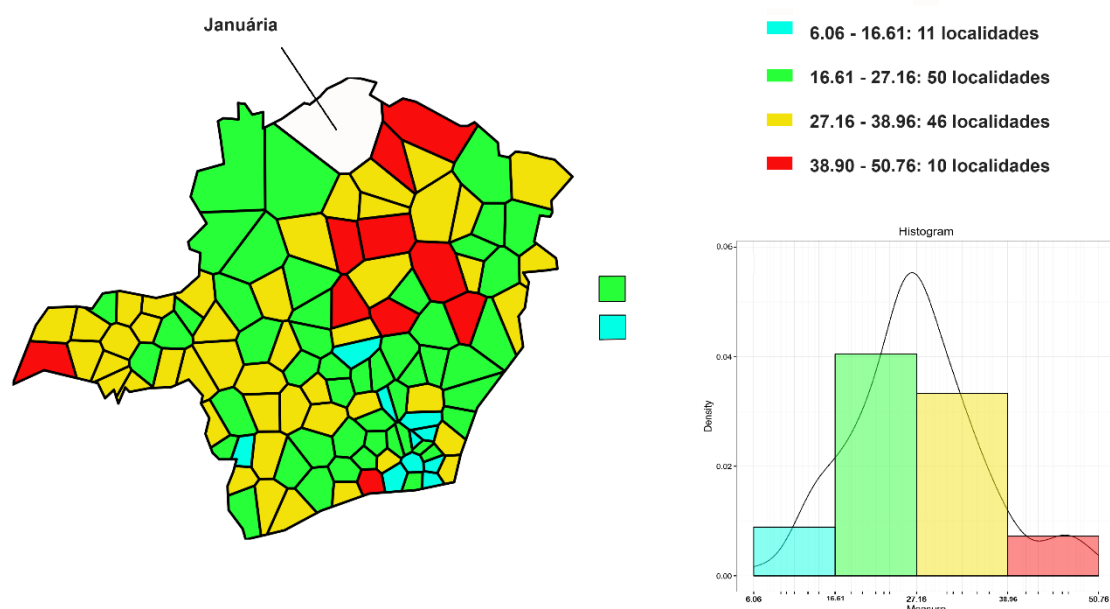 Januária
6.06 - 16.61: 11 localidades
16.61 - 27.16: 50 localidades
27.16 - 38.96: 46 localidades
38.90 - 50.76: 10 localidades
Histogram
0.06
0.04
0.02
0.00
Density
6.06 16.61 27.16 38.96 50.76
Measure